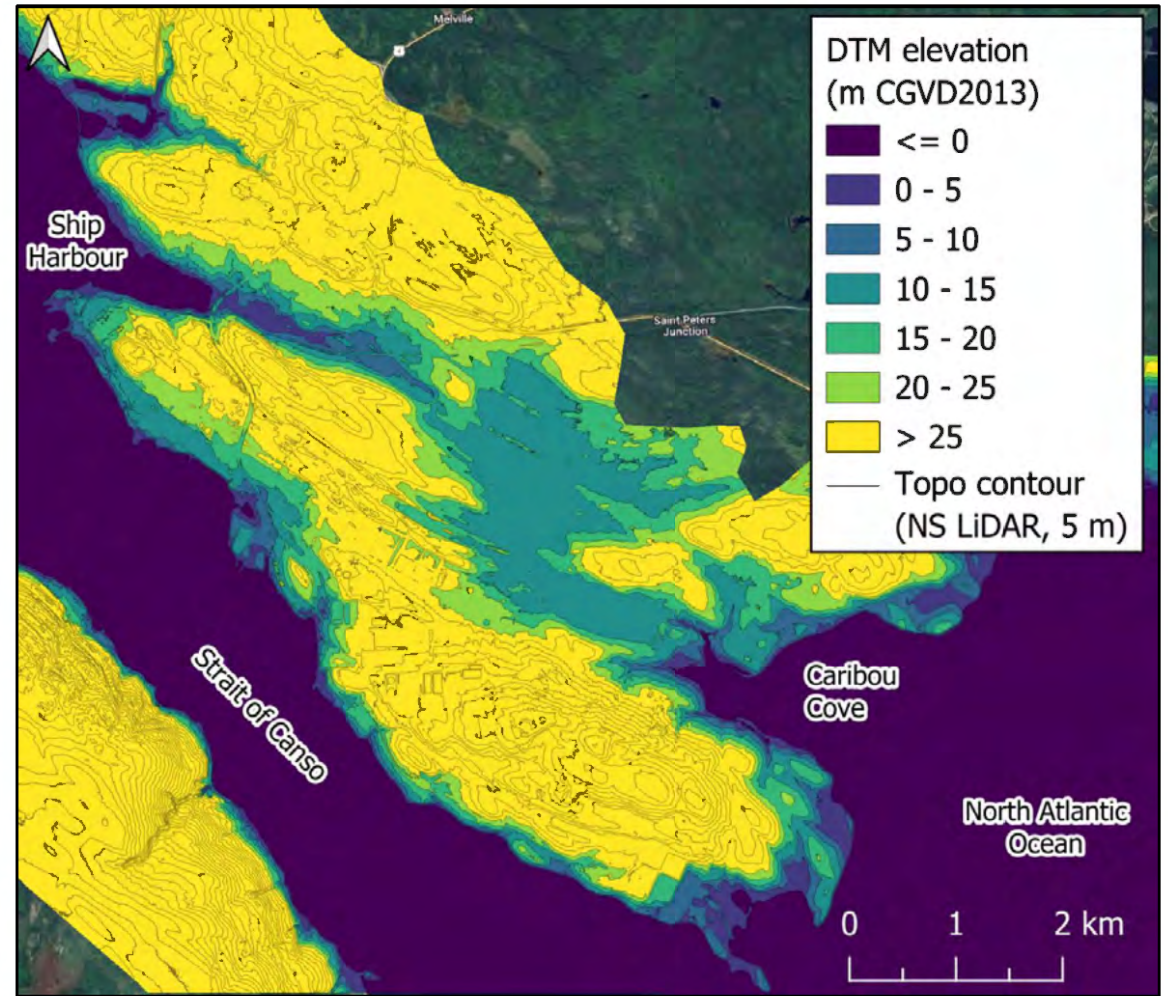 Melville
DTM elevation
(m CGVD2013)
<= 0
0 - 5
5 - 10
10 - 15
15 - 20
20 - 25
> 25
Topo contour
(NS LiDAR, 5 m)
Ship
Harbour
Saint Peters
Junction
Strait of Canso
Caribou
Cove
North Atlantic
Ocean
0 1 2 km